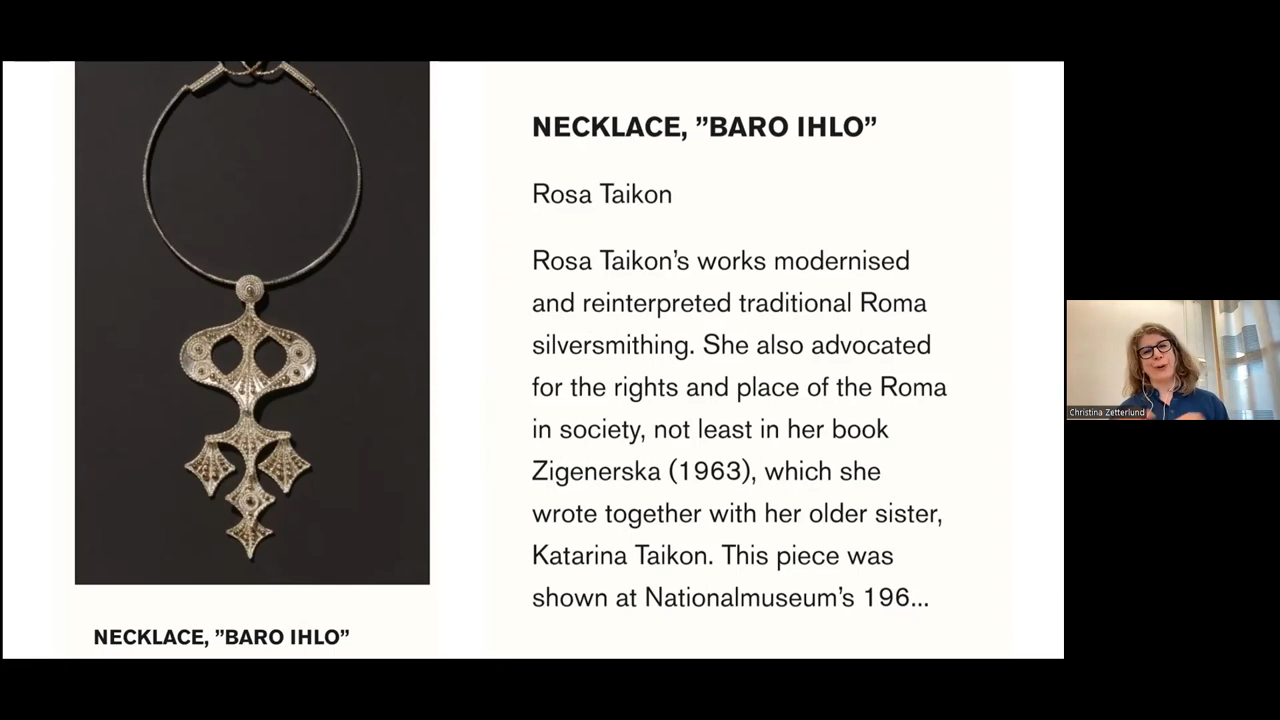 NECKLACE, ”BARO IHLO”
Rosa Taikon
Rosa Taikon’s works modernised
and reinterpreted traditional Roma
silversmithing. She also advocated
for the rights and place of the Roma
in society, not least in her book
Zigenerska (1963), which she
wrote together with her older sister,
Katarina Taikon. This piece was
shown at Nationalmuseum’s 196...
NECKLACE, ”BARO IHLO”
Christina Zetterlund